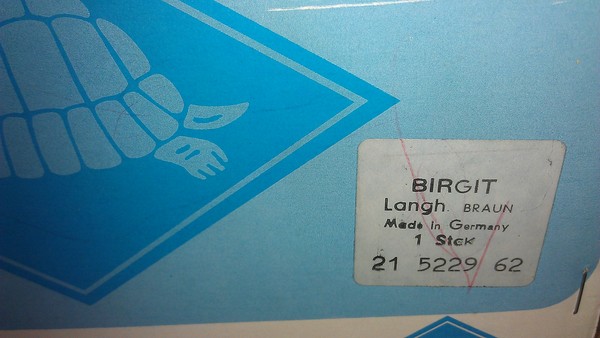 BIRGIT
Langh. BRAUN
Made in Germany
1 Stck
21 5229 62